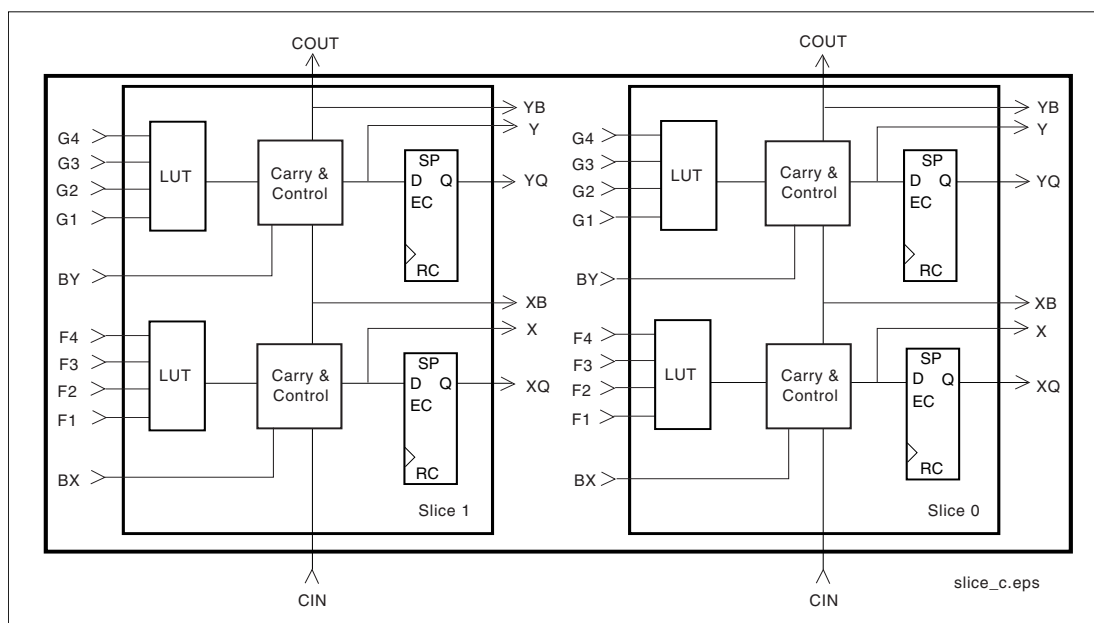 COUT
YB
Y
G4
G3
G2
G1
LUT
Carry &
Control
SP
D Q
EC
RC
YQ
BY
XB
X
F4
F3
F2
F1
LUT
Carry &
Control
SP
D Q
EC
RC
XQ
BX
Slice 1
CIN
COUT
YB
Y
G4
G3
G2
G1
LUT
Carry &
Control
SP
D Q
EC
RC
YQ
BY
XB
X
F4
F3
F2
F1
LUT
Carry &
Control
SP
D Q
EC
RC
XQ
BX
Slice 0
CIN
slice_c.eps